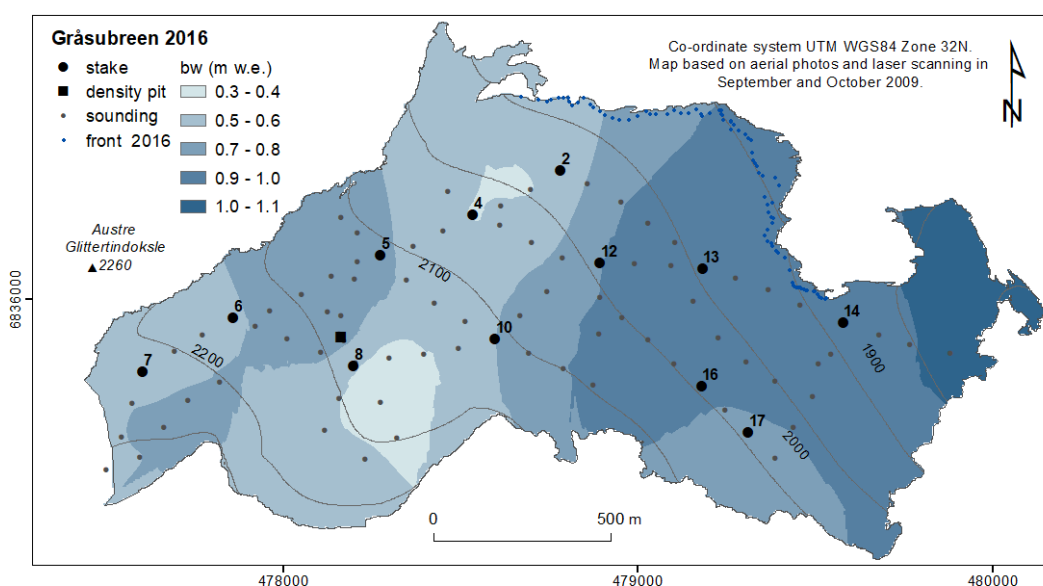 Gråsubreen 2016
stake
density pit
sounding
front 2016
bw (m w.e.)
0.3 - 0.4
0.5 - 0.6
0.7 - 0.8
0.9 - 1.0
1.0 - 1.1
Co-ordinate system UTM WGS84 Zone 32N.
Map based on aerial photos and laser scanning in
September and October 2009.
N
Austre
Glittertindoksle
2260
2
4
5
12
13
2100
6
14
10
1900
2200
8
7
16
17
2000
0
500 m
6836000
478000
479000
480000